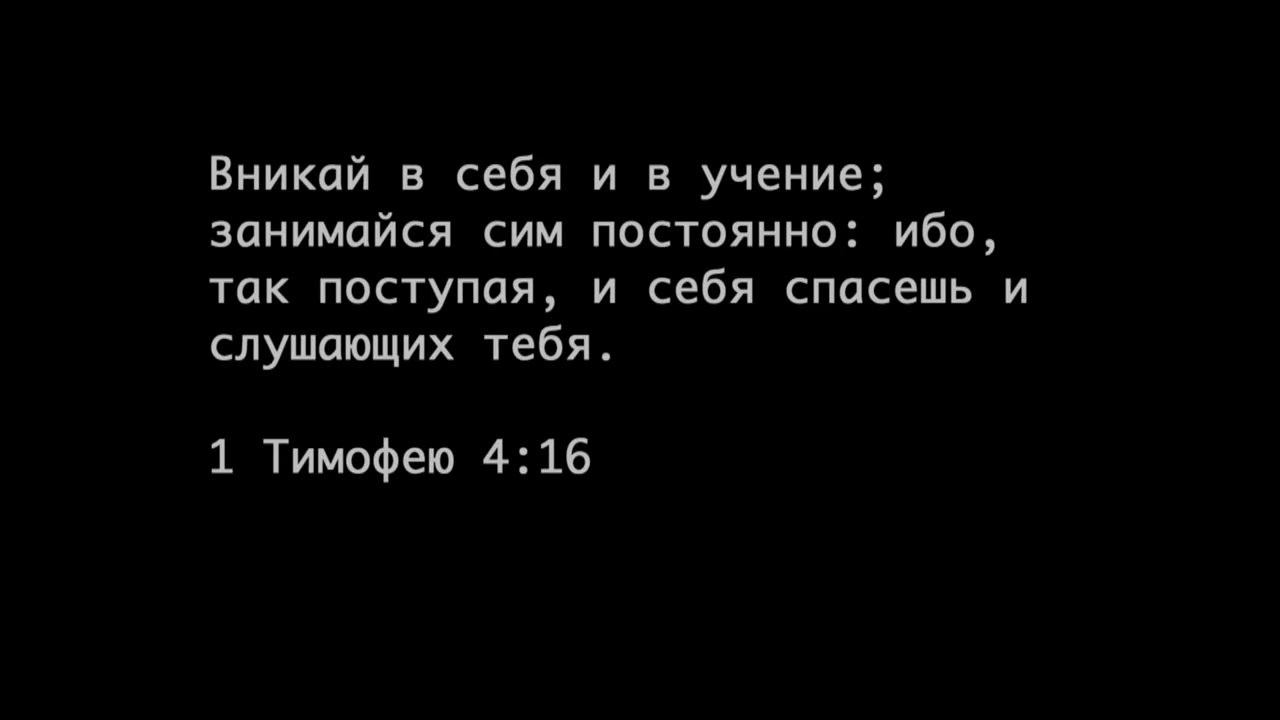 Вникай в себя и в учение;
занимайся сим постоянно: ибо,
так поступая, и себя спасешь и
слушающих тебя.
1 Тимофею 4:16